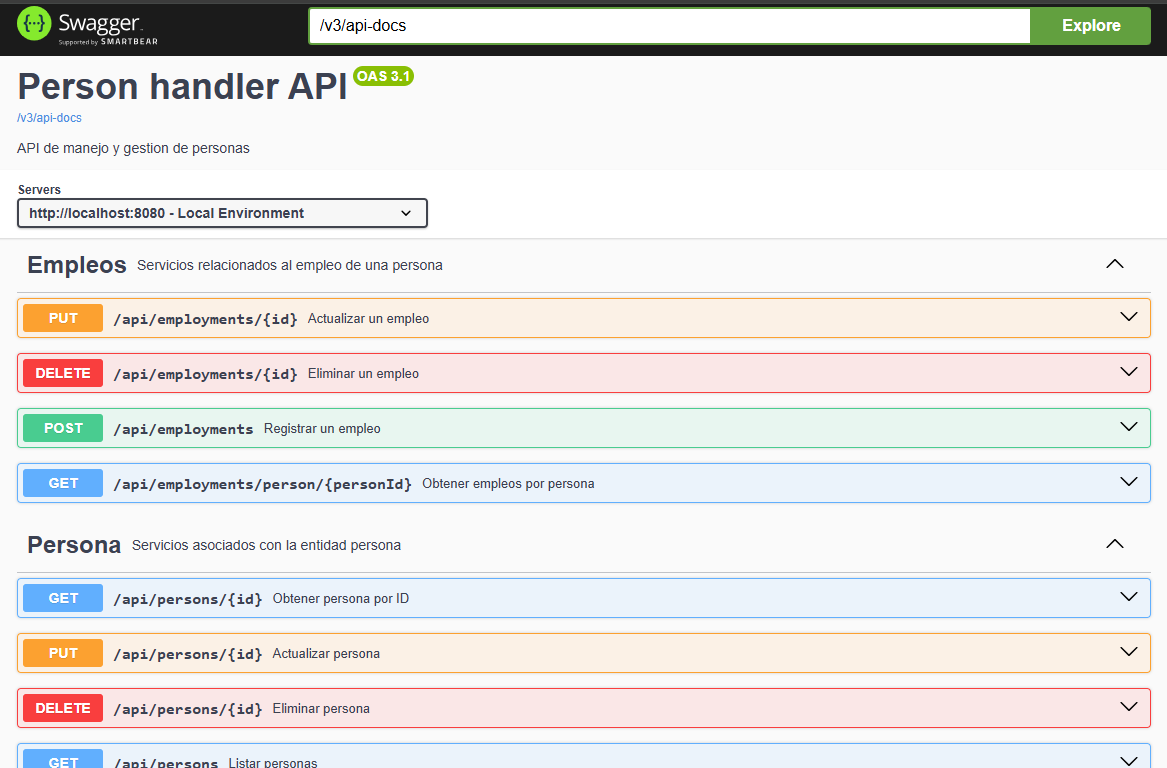 Swagger.
Supported by SMARTBEAR
/v3/api-docs
Explore
Person handler API OAS 3.1
/v3/api-docs
API de manejo y gestion de personas
Servers
http://localhost:8080 - Local Environment
Empleos Servicios relacionados al empleo de una persona
PUT /api/employments/{id} Actualizar un empleo
DELETE /api/employments/{id} Eliminar un empleo
POST /api/employments Registrar un empleo
GET /api/employments/person/{personId} Obtener empleos por persona
Persona Servicios asociados con la entidad persona
GET /api/persons/{id} Obtener persona por ID
PUT /api/persons/{id} Actualizar persona
DELETE /api/persons/{id} Eliminar persona
GET /api/persons Listar personas